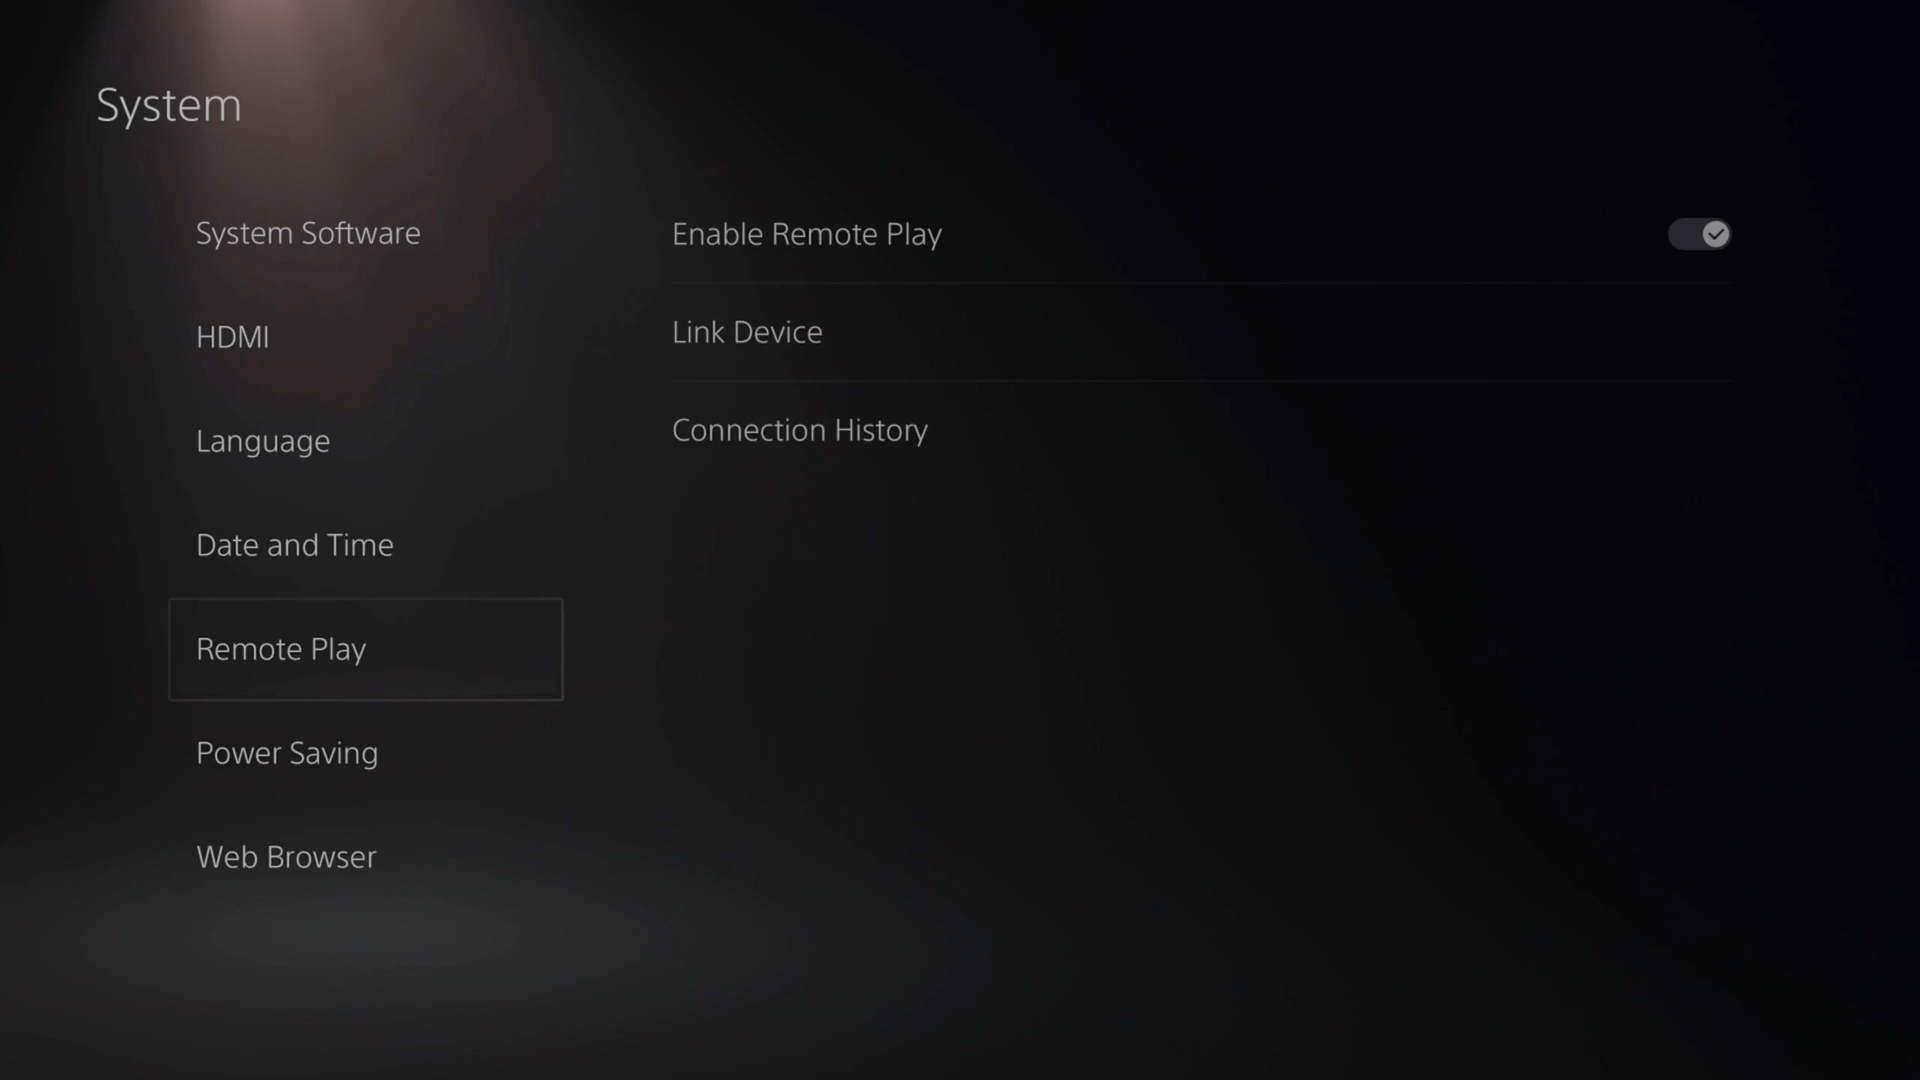 System
System Software
HDMI
Language
Date and Time
Remote Play
Power Saving
Web Browser
Enable Remote Play
Link Device
Connection History